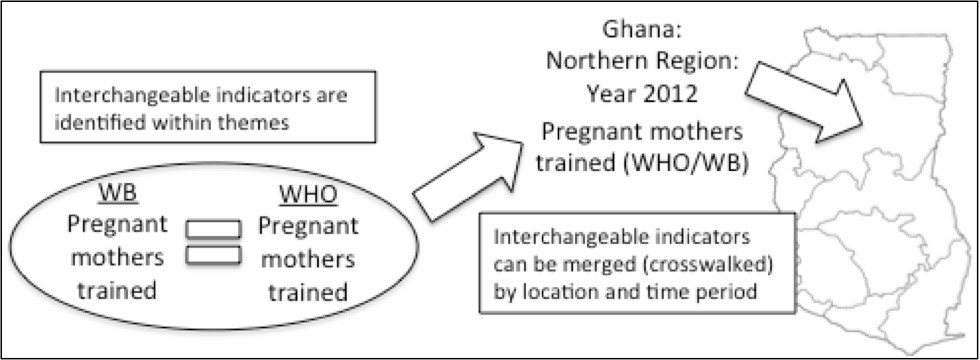 Interchangeable indicators are
identified within themes
WB
Pregnant
mothers
trained
WHO
Pregnant
mothers
trained
Ghana:
Northern Region:
Year 2012
Pregnant mothers
trained (WHO/WB)
Interchangeable indicators
can be merged (crosswalked)
by location and time period